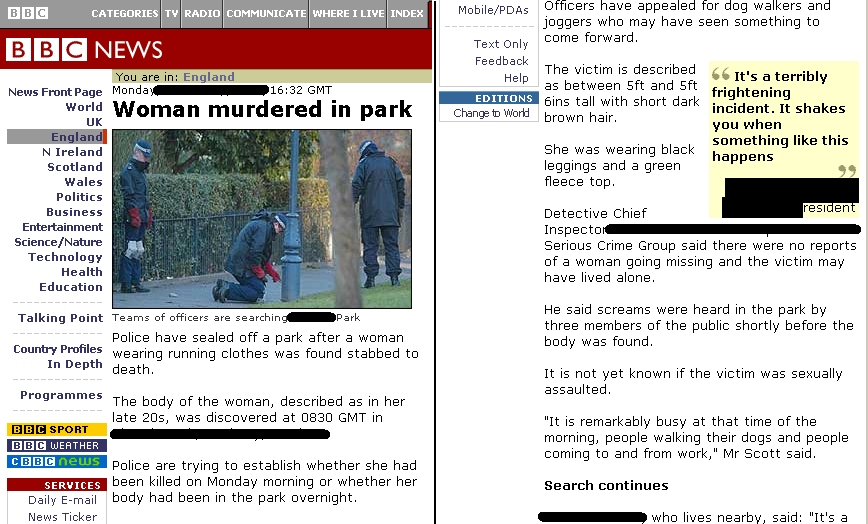 BBC CATEGORIES TV RADIO COMMUNICATE WHERE I LIVE INDEX
BBC NEWS
You are in: England
Monday 16:32 GMT
Woman murdered in park
News Front Page
World
UK
England
N Ireland
Scotland
Wales
Politics
Business
Entertainment
Science/Nature
Technology
Health
Education
Talking Point
Country Profiles
In Depth
Programmes
BBC SPORT
BBC WEATHER
CBBC news
SERVICES
Daily E-mail
News Ticker
Teams of officers are searching Park
Police have sealed off a park after a woman
wearing running clothes was found stabbed to
death.
The body of the woman, described as in her
late 20s, was discovered at 0830 GMT in
Police are trying to establish whether she had
been killed on Monday morning or whether her
body had been in the park overnight.
Mobile/PDAs
Text Only
Feedback
Help
EDITIONS
Change to World
Officers have appealed for dog walkers and
joggers who may have seen something to
come forward.
The victim is described
as between 5ft and 5ft
6ins tall with short dark
brown hair.
She was wearing black
leggings and a green
fleece top.
“ It's a terribly
frightening
incident. It shakes
you when
something like this
happens
”
resident
Detective Chief
Inspector
Serious Crime Group said there were no reports
of a woman going missing and the victim may
have lived alone.
He said screams were heard in the park by
three members of the public shortly before the
body was found.
It is not yet known if the victim was sexually
assaulted.
"It is remarkably busy at that time of the
morning, people walking their dogs and people
coming to and from work," Mr Scott said.
Search continues
who lives nearby, said: "It's a